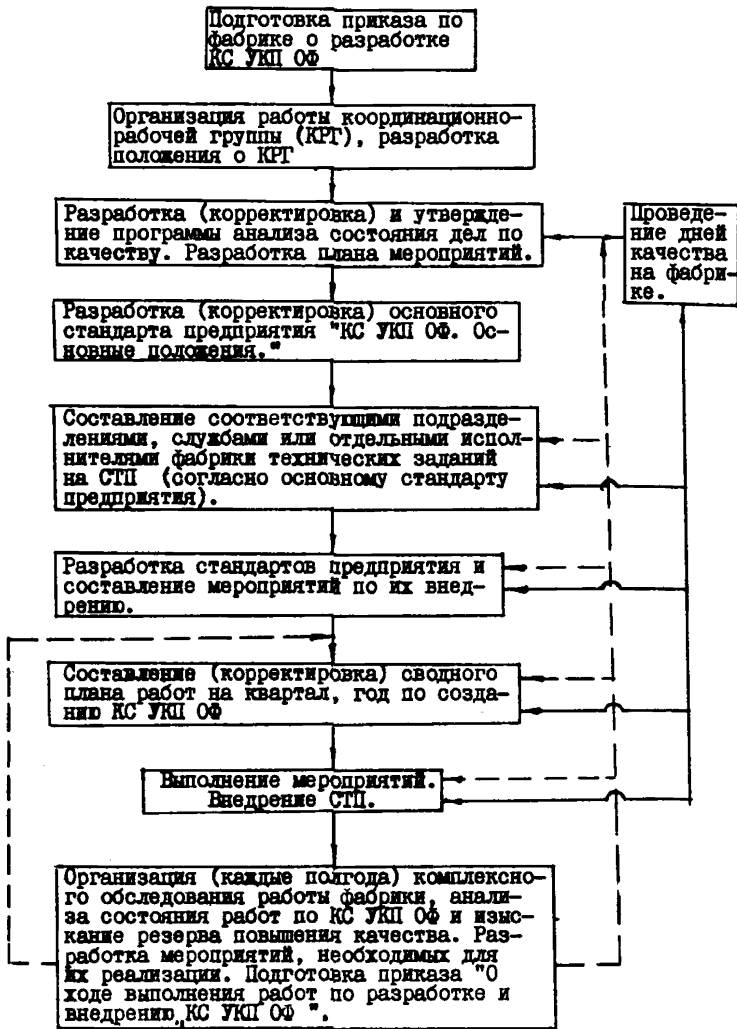 Подготовка приказа по
фабрике о разработке
КС УКП ОФ
Организация работы координационно-
рабочей группы (КРГ), разработка
положения о КРГ
Разработка (корректировка) и утвержде-
ние программы анализа состояния дел по
качеству. Разработка плана мероприятий.
Проведе-
ние дней
качества
на фабри-
ке.
Разработка (корректировка) основного
стандарта предприятия "КС УКП ОФ. Ос-
новные положения."
Составление соответствующими подразде-
лениями, службами или отдельными испол-
нителями фабрики технических заданий
на СТП (согласно основному стандарту
предприятия).
Разработка стандартов предприятия и
составление мероприятий по их внед-
рению.
Составление (корректировка) сводного
плана работ на квартал, год по созда-
нию КС УКП ОФ
Выполнение мероприятий.
Внедрение СТП.
Организация (каждые полгода) комплексно-
го обследования работы фабрики, анали-
за состояния работ по КС УКП ОФ и изыс-
кание резерва повышения качества. Раз-
работка мероприятий, необходимых для
их реализации. Подготовка приказа "О
ходе выполнения работ по разработке и
внедрению КС УКП ОФ ".